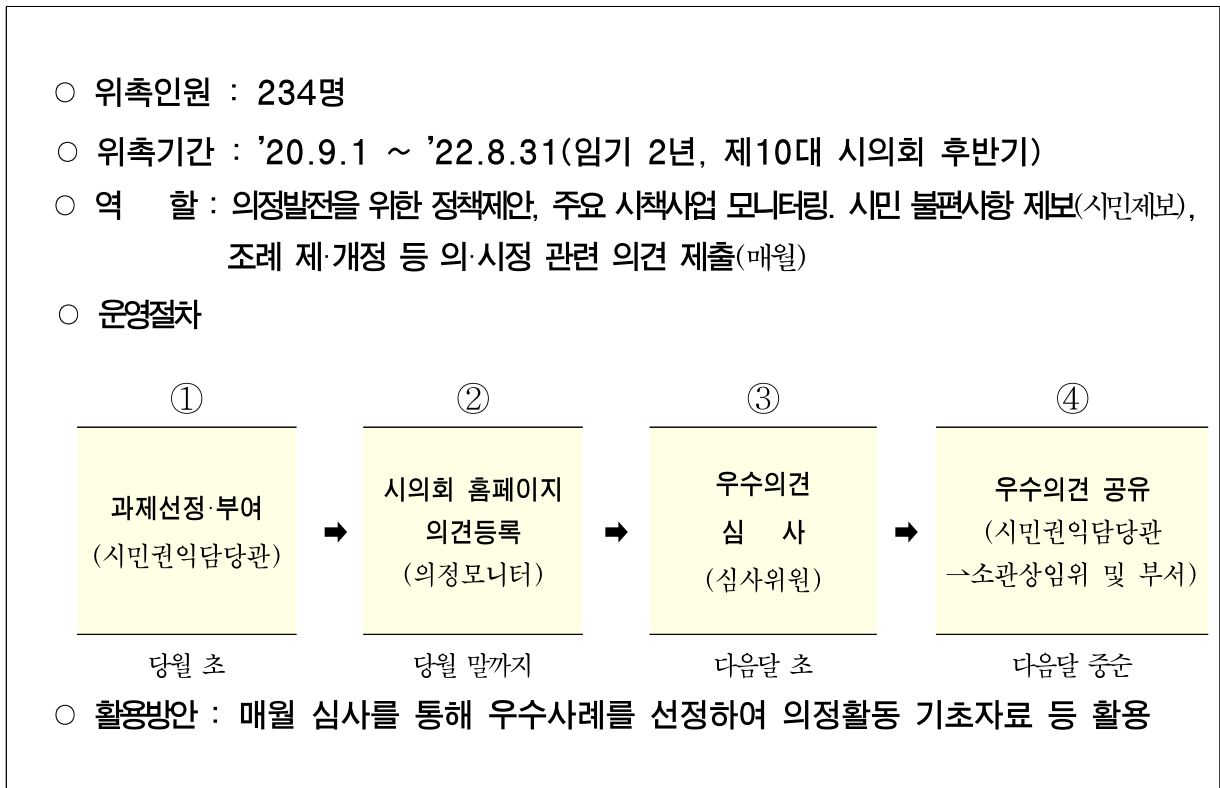 ○ 위촉인원 : 234명
○ 위촉기간 : ’20.9.1 ~ ’22.8.31(임기 2년, 제10대 시의회 후반기)
○ 역 할 : 의정발전을 위한 정책제안, 주요 시책사업 모니터링. 시민 불편사항 제보(시민제보),
조례 제·개정 등 의·시정 관련 의견 제출(매월)
○ 운영절차
① ② ③ ④
과제선정·부여
(시민권익담당관)
➡
시의회 홈페이지
의견등록
(의정모니터)
➡
우수의견
심 사
(심사위원)
➡
우수의견 공유
(시민권익담당관
→소관상임위 및 부서)
당월 초 당월 말까지 다음달 초 다음달 중순
○ 활용방안 : 매월 심사를 통해 우수사례를 선정하여 의정활동 기초자료 등 활용